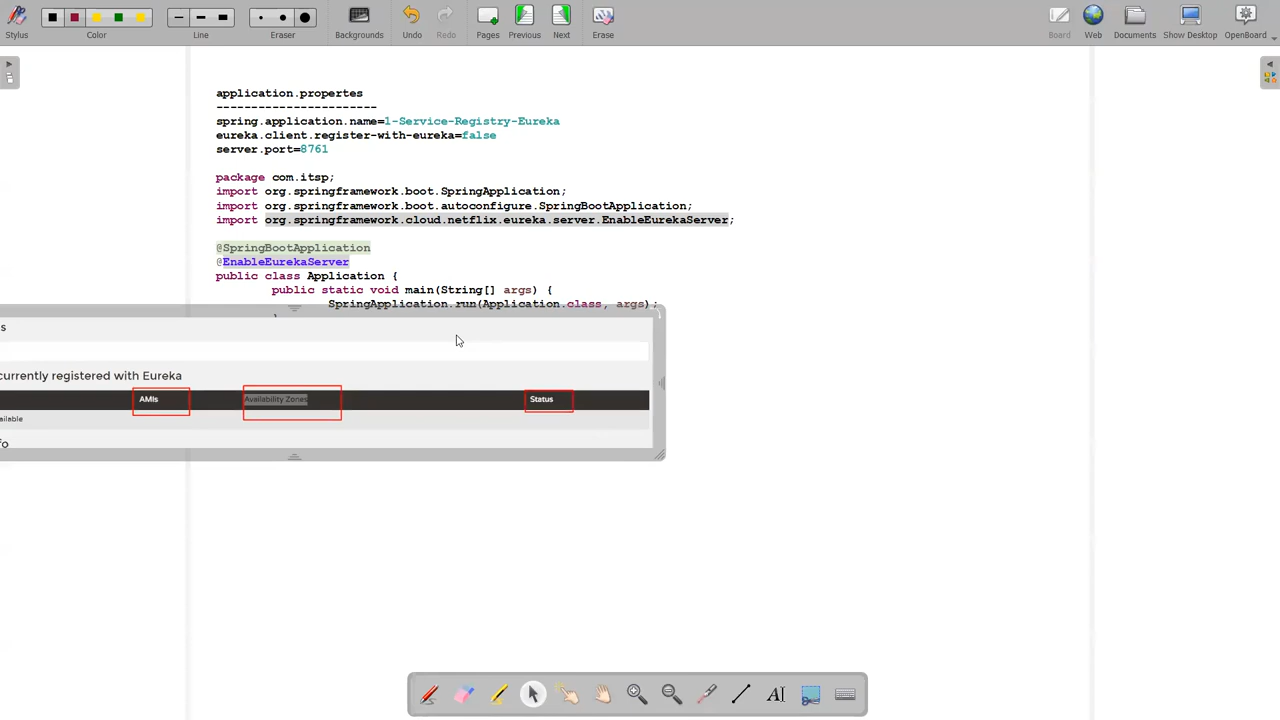 Stylus
Color
Line
Eraser
Backgrounds
Undo
Redo
Pages
Previous
Next
Erase
Board
Web
Documents
Show Desktop
OpenBoard
application.propertes
-----------------------
spring.application.name=1-Service-Registry-Eureka
eureka.client.register-with-eureka=false
server.port=8761
package com.itsp;
import org.springframework.boot.SpringApplication;
import org.springframework.boot.autoconfigure.SpringBootApplication;
import org.springframework.cloud.netflix.eureka.server.EnableEurekaServer;
@SpringBootApplication
@EnableEurekaServer
public class Application {
public static void main(String[] args) {
SpringApplication.run(Application.class, args);
s
currently registered with Eureka
AMIs
Availability Zones
Status
ailable
fo
AI